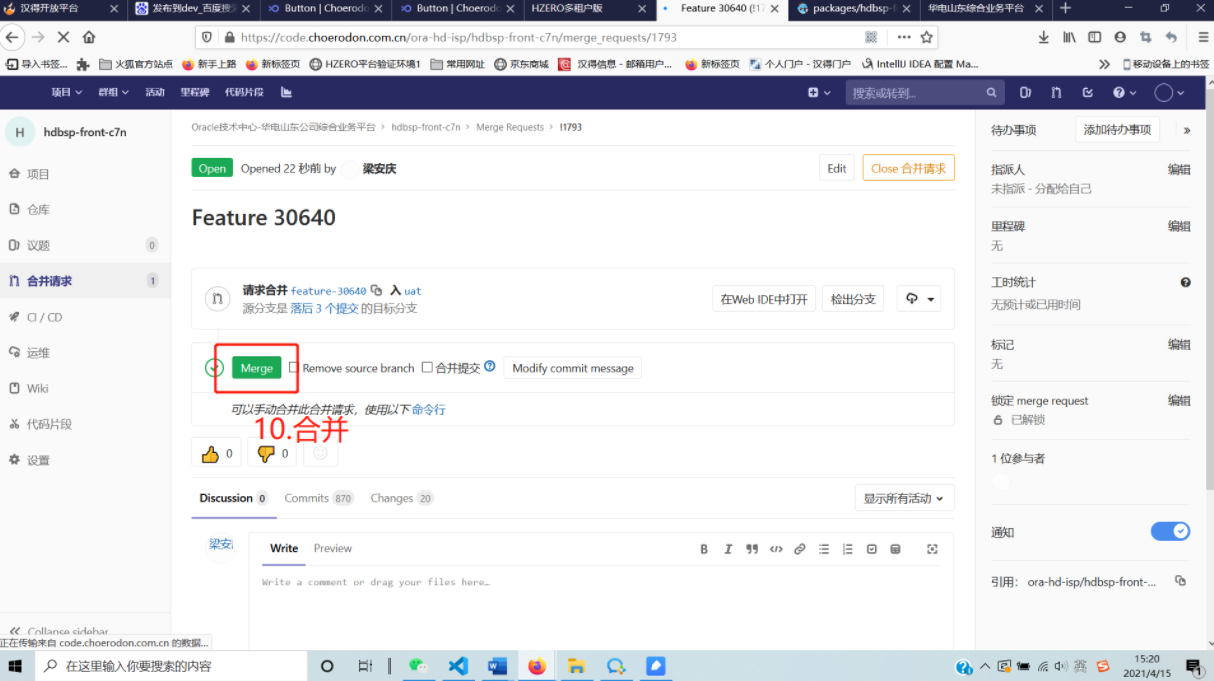 汉得开放平台
发布到dev_百度搜
Button | Choerodo
Button | Choerodo
HZERO多租户版
Feature 30640 (!17
packages/hdbsp-f
华电山东综合业务平台
https://code.choerodon.com.cn/ora-hd-isp/hdbsp-front-c7n/merge_requests/1793
导入书签...
火狐官方站点
新手上路
新标签页
HZERO平台验证环境1
常用网址
京东商城
汉得信息 - 邮箱用户...
新标签页
个人门户 - 汉得门户
IntelliJ IDEA 配置 Ma...
移动设备上的书签
项目
群组
活动
里程碑
代码片段
搜索或转到...
H
hdbsp-front-c7n
项目
仓库
议题
0
合并请求
1
CI / CD
运维
Wiki
代码片段
设置
Collapse sidebar
正在传输来自 code.choerodon.com.cn 的数据...
Oracle技术中心-华电山东公司综合业务平台 › hdbsp-front-c7n › Merge Requests › !1793
Open
Opened 22 秒前 by
梁安庆
Edit
Close 合并请求
Feature 30640
请求合并 feature-30640 入 uat
源分支是 落后 3 个提交 的目标分支
在Web IDE中打开
检出分支
Merge
Remove source branch
合并提交
Modify commit message
可以手动合并此合并请求，使用以下 命令行
10.合并
0
0
Discussion 0
Commits 870
Changes 20
显示所有活动
梁安
Write
Preview
Write a comment or drag your files here…
待办事项
添加待办事项
指派人
编辑
未指派 - 分配给自己
里程碑
编辑
无
工时统计
无预计或已用时间
标记
编辑
无
锁定 merge request
编辑
已解锁
1 位参与者
通知
引用： ora-hd-isp/hdbsp-front-...
在这里输入你要搜索的内容
英
15:20
2021/4/15
1